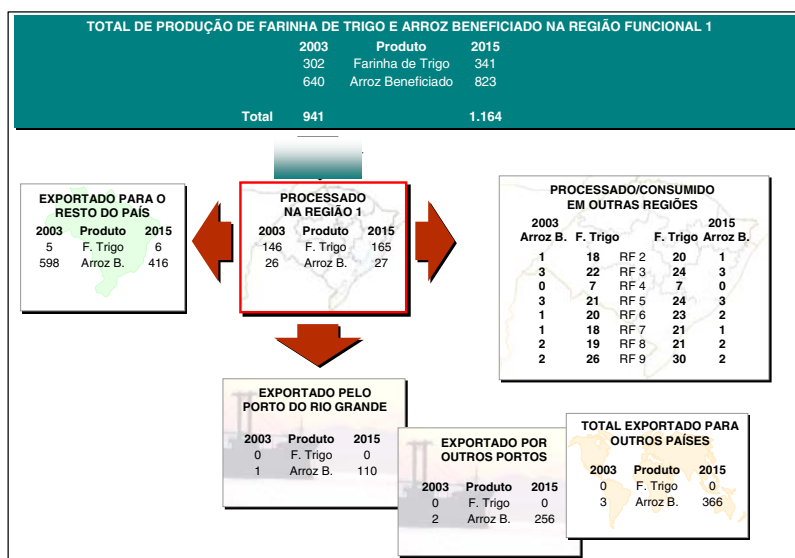 TOTAL DE PRODUÇÃO DE FARINHA DE TRIGO E ARROZ BENEFICIADO NA REGIÃO FUNCIONAL 1
2003 Produto 2015
302 Farinha de Trigo 341
640 Arroz Beneficiado 823
Total 941 1.164
EXPORTADO PARA O
RESTO DO PAÍS
2003 Produto 2015
5 F. Trigo 6
598 Arroz B. 416
PROCESSADO
NA REGIÃO 1
2003 Produto 2015
146 F. Trigo 165
26 Arroz B. 27
PROCESSADO/CONSUMIDO
EM OUTRAS REGIÕES
2003 2015
Arroz B. F. Trigo F. Trigo Arroz B.
1 18 RF 2 20 1
3 22 RF 3 24 3
0 7 RF 4 7 0
3 21 RF 5 24 3
1 20 RF 6 23 2
1 18 RF 7 21 1
2 19 RF 8 21 2
2 26 RF 9 30 2
EXPORTADO PELO
PORTO DO RIO GRANDE
2003 Produto 2015
0 F. Trigo 0
1 Arroz B. 110
EXPORTADO POR
OUTROS PORTOS
2003 Produto 2015
0 F. Trigo 0
2 Arroz B. 256
TOTAL EXPORTADO PARA
OUTROS PAÍSES
2003 Produto 2015
0 F. Trigo 0
3 Arroz B. 366